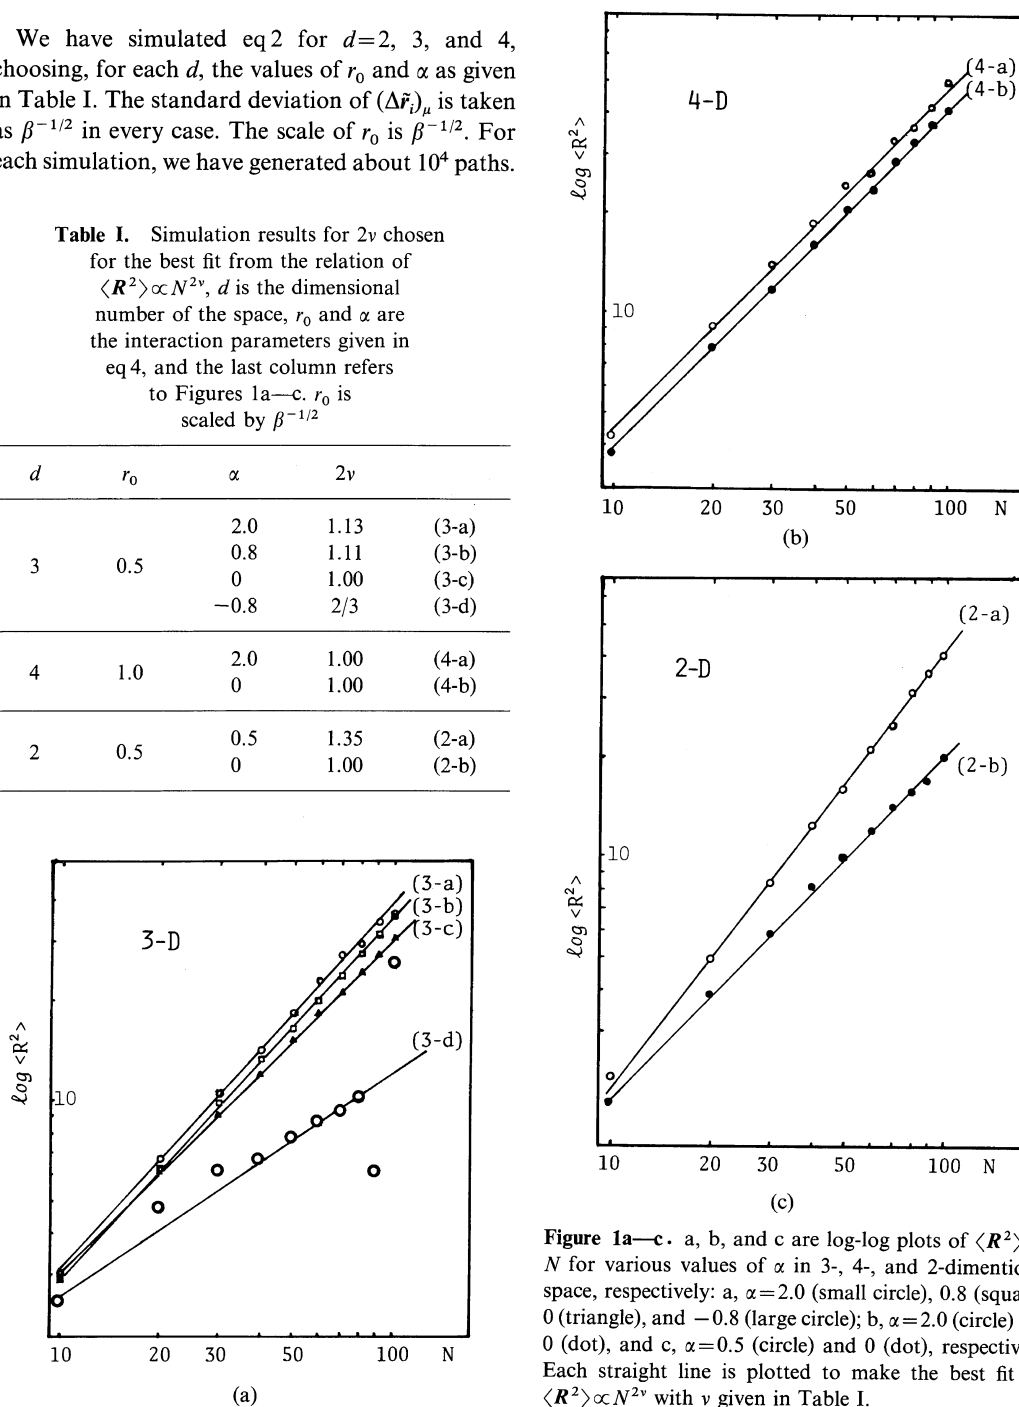 We have simulated eq 2 for d=2, 3, and 4,
choosing, for each d, the values of r₀ and α as given
in Table I. The standard deviation of (Δr̃ᵢ)μ is taken
as β⁻¹/² in every case. The scale of r₀ is β⁻¹/². For
each simulation, we have generated about 10⁴ paths.
Table I. Simulation results for 2ν chosen
for the best fit from the relation of
⟨R²⟩∝N²ᵛ, d is the dimensional
number of the space, r₀ and α are
the interaction parameters given in
eq 4, and the last column refers
to Figures 1a—c. r₀ is
scaled by β⁻¹/²
d r₀ α 2ν
3 0.5
2.0 1.13 (3-a)
0.8 1.11 (3-b)
0 1.00 (3-c)
−0.8 2/3 (3-d)
4 1.0
2.0 1.00 (4-a)
0 1.00 (4-b)
2 0.5
0.5 1.35 (2-a)
0 1.00 (2-b)
3-D
(3-a)
(3-b)
(3-c)
(3-d)
log <R²>
10
10 20 30 50 100 N
(a)
4-D
(4-a)
(4-b)
log <R²>
10
10 20 30 50 100 N
(b)
2-D
(2-a)
(2-b)
log <R²>
10
10 20 30 50 100 N
(c)
Figure 1a—c. a, b, and c are log-log plots of ⟨R²⟩
N for various values of α in 3-, 4-, and 2-dimentio
space, respectively: a, α=2.0 (small circle), 0.8 (squa
0 (triangle), and −0.8 (large circle); b, α=2.0 (circle)
0 (dot), and c, α=0.5 (circle) and 0 (dot), respectiv
Each straight line is plotted to make the best fit
⟨R²⟩∝N²ᵛ with ν given in Table I.